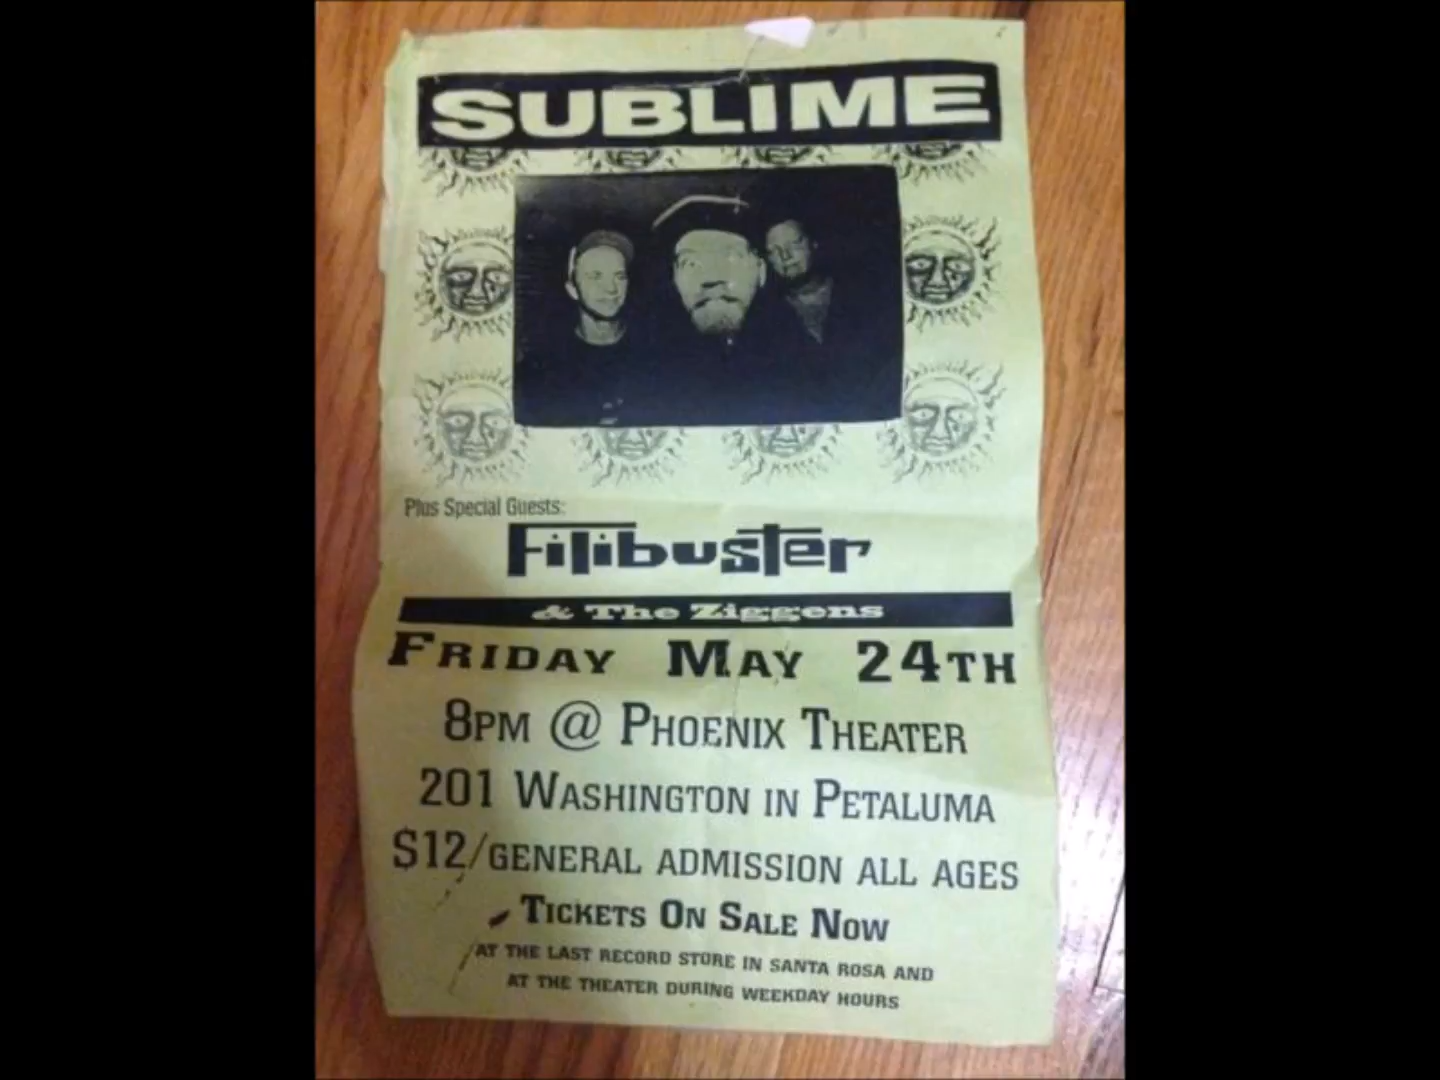 SUBLIME
Plus Special Guests:
Filibuster
& The Ziggens
FRIDAY MAY 24TH
8PM @ PHOENIX THEATER
201 WASHINGTON IN PETALUMA
$12/GENERAL ADMISSION ALL AGES
TICKETS ON SALE NOW
AT THE LAST RECORD STORE IN SANTA ROSA AND
AT THE THEATER DURING WEEKDAY HOURS